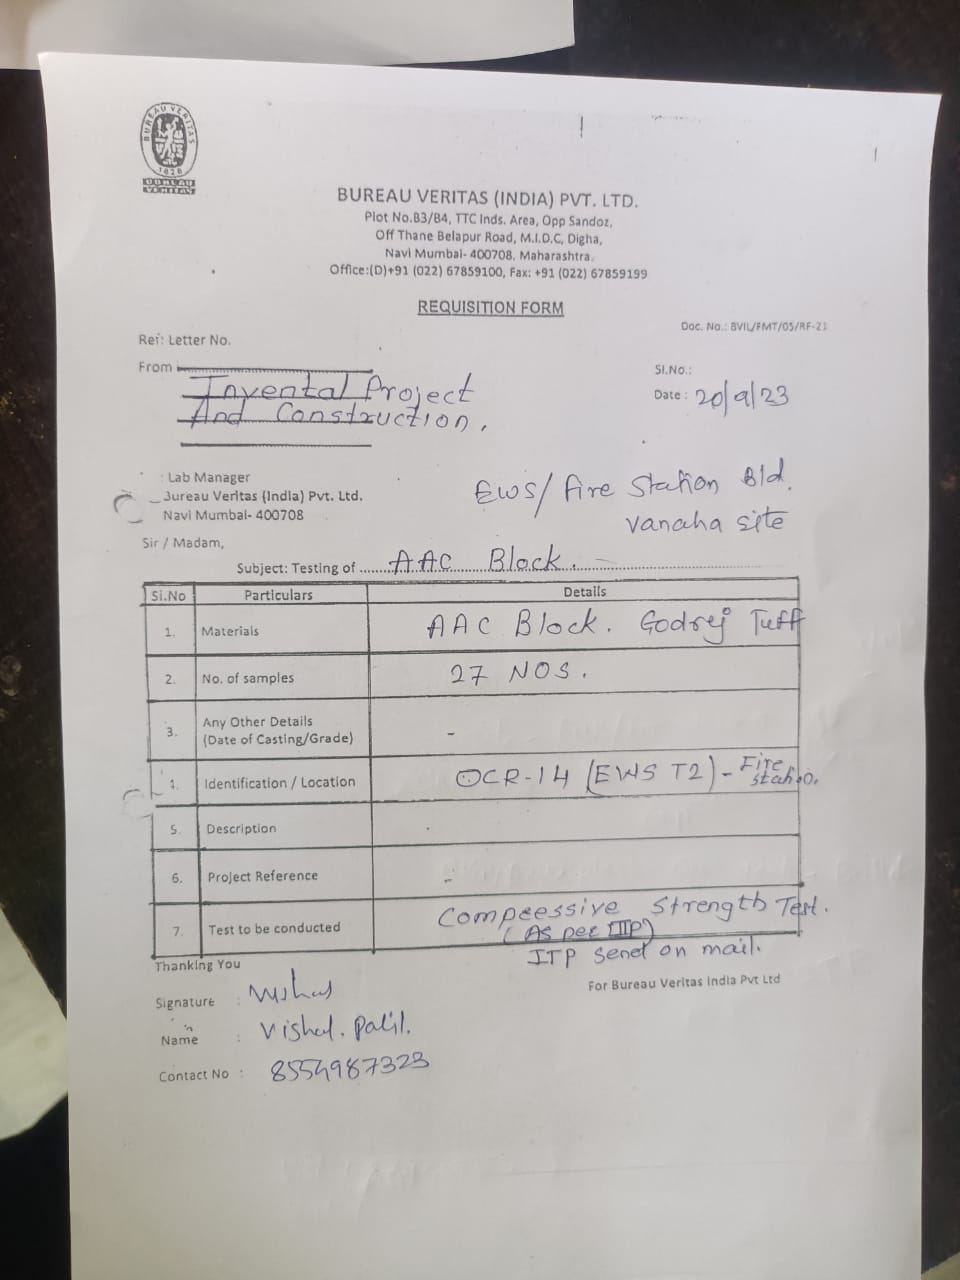 BUREAU VERITAS
1828
BUREAU
VERITAS
BUREAU VERITAS (INDIA) PVT. LTD.
Plot No.B3/B4, TTC Inds. Area, Opp Sandoz,
Off Thane Belapur Road, M.I.D.C, Digha,
Navi Mumbai- 400708, Maharashtra.
Office:(D)+91 (022) 67859100, Fax: +91 (022) 67859199
REQUISITION FORM
Doc. No.: BVIL/FMT/05/RF-21
Ref: Letter No.
From
Invental Project
And Construction.
Sl.No.:
Date: 20/9/23
: Lab Manager
Bureau Veritas (India) Pvt. Ltd.
Navi Mumbai- 400708
EWS/ fire Station Bld.
Vanaha site
Sir / Madam,
Subject: Testing of ......... AAC Block. .........
Si.No Particulars Details
1. Materials AAC Block. Godrej Tuff
2. No. of samples 27 NOS.
3. Any Other Details
(Date of Casting/Grade) -
Identification / Location OCR-14 (EWS T2) - Fire
5. Description
6. Project Reference -
7. Test to be conducted Compeessive Strength Test.
(As per ITP)
ITP send on mail.
Thanking You
For Bureau Veritas India Pvt Ltd
Signature :
Name : Vishal. Patil.
Contact No : 8554987323